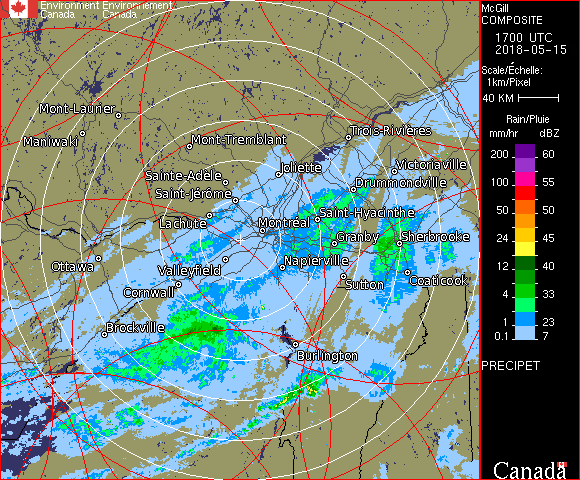 Environment Environnement
Canada Canada
Mont-Laurier
Maniwaki
Mont-Tremblant
Trois-Rivières
Sainte-Adèle
Joliette
Victoriaville
Saint-Jérôme
Drummondville
Lachute
Montréal
Saint-Hyacinthe
Granby
Sherbrooke
Ottawa
Valleyfield
Napierville
Cornwall
Sutton
Coaticook
Brockville
Burlington
McGill
COMPOSITE
1700 UTC
2018-05-15
Scale/Échelle:
1km/Pixel
40 KM
Rain/Pluie
mm/hr dBZ
200 60
100 55
50 50
24 45
12 40
4 33
1 23
0.1 7
PRECIPET
Canada